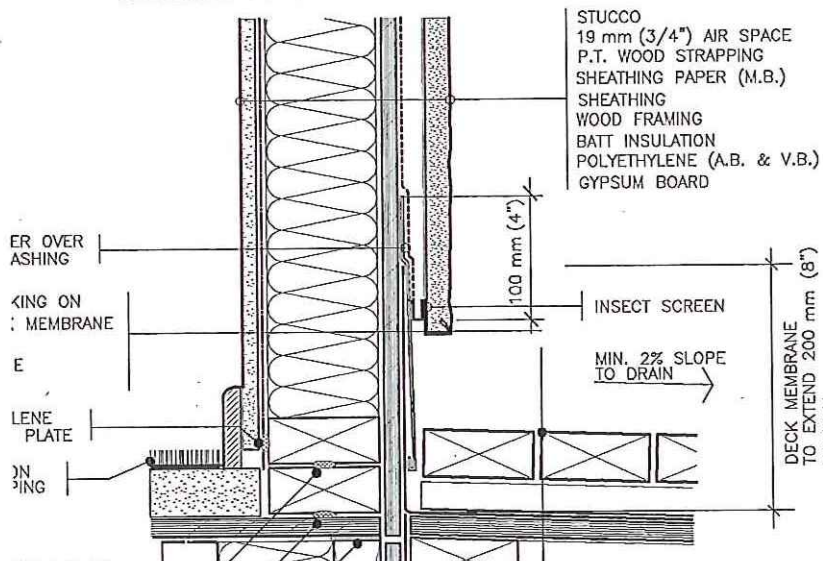 STUCCO
19 mm (3/4") AIR SPACE
P.T. WOOD STRAPPING
SHEATHING PAPER (M.B.)
SHEATHING
WOOD FRAMING
BATT INSULATION
POLYETHYLENE (A.B. & V.B.)
GYPSUM BOARD
ER OVER
ASHING
100 mm (4")
KING ON
MEMBRANE
E
INSECT SCREEN
MIN. 2% SLOPE
TO DRAIN
DECK MEMBRANE
TO EXTEND 200 mm (8")
LENE
PLATE
ON
PING